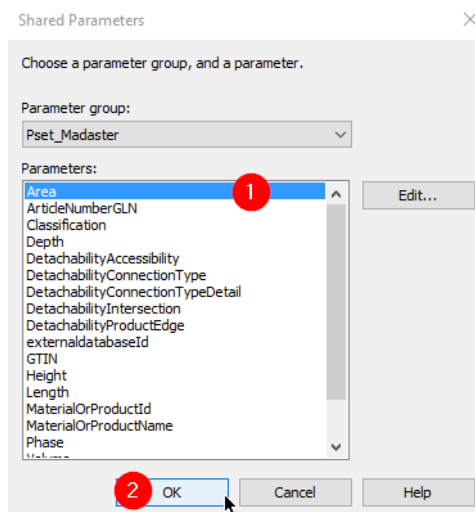 Shared Parameters
Choose a parameter group, and a parameter.
Parameter group:
Pset_Madaster
Parameters:
Area
1
Edit...
ArticleNumberGLN
Classification
Depth
DetachabilityAccessibility
DetachabilityConnectionType
DetachabilityConnectionTypeDetail
DetachabilityIntersection
DetachabilityProductEdge
externaldatabaseId
GTIN
Height
Length
MaterialOrProductId
MaterialOrProductName
Phase
2
OK
Cancel
Help